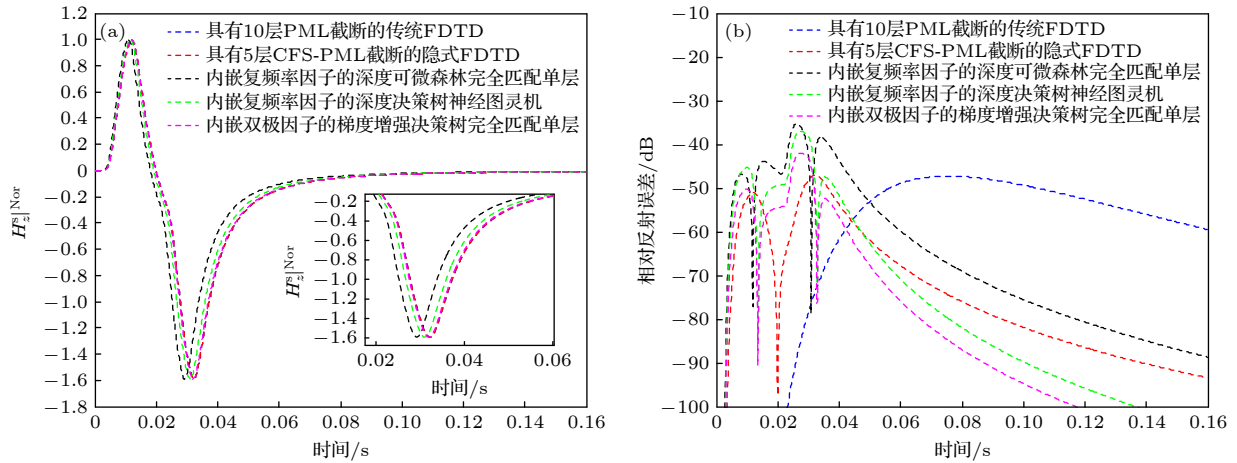 (a)
具有10层PML截断的传统FDTD
具有5层CFS-PML截断的隐式FDTD
内嵌复频率因子的深度可微森林完全匹配单层
内嵌复频率因子的深度决策树神经图灵机
内嵌双极因子的梯度增强决策树完全匹配单层
1.2
1.0
0.8
0.6
0.4
0.2
0
−0.2
−0.4
−0.6
−0.8
−1.0
−1.2
−1.4
−1.6
−1.8
H_z^s|^Nor
0 0.02 0.04 0.06 0.08 0.10 0.12 0.14 0.16
时间/s
−0.2
−0.4
−0.6
−0.8
−1.0
−1.2
−1.4
−1.6
H_z^s|^Nor
0.02 0.04 0.06
时间/s
(b)
具有10层PML截断的传统FDTD
具有5层CFS-PML截断的隐式FDTD
内嵌复频率因子的深度可微森林完全匹配单层
内嵌复频率因子的深度决策树神经图灵机
内嵌双极因子的梯度增强决策树完全匹配单层
−10
−20
−30
−40
−50
−60
−70
−80
−90
−100
相对反射误差/dB
0 0.02 0.04 0.06 0.08 0.10 0.12 0.14 0.16
时间/s